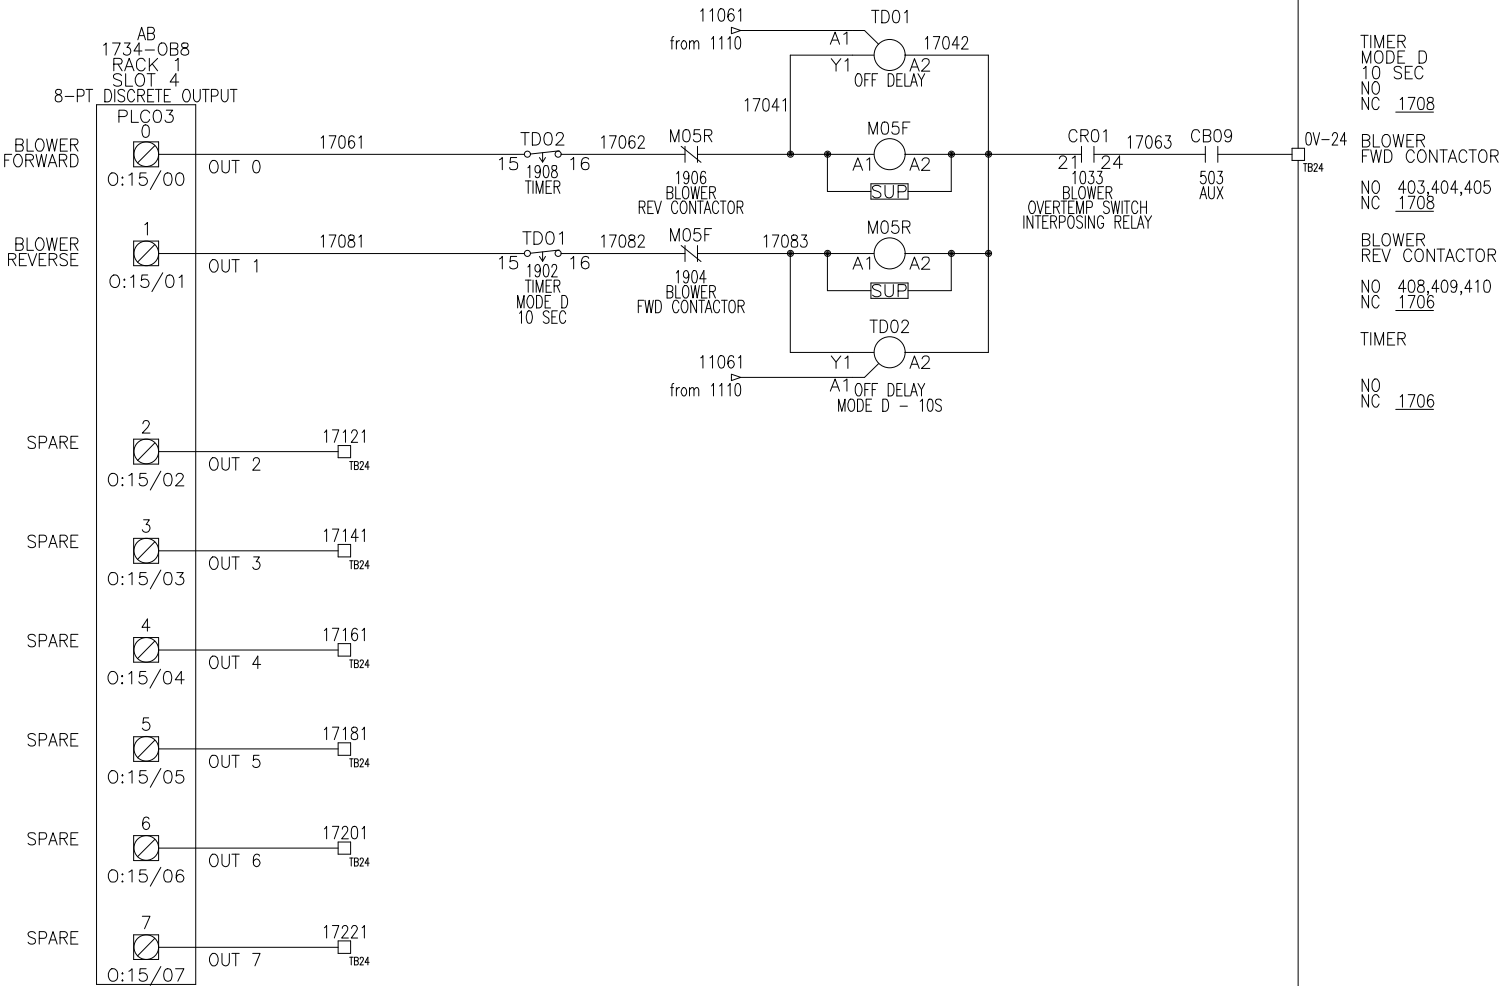 AB
1734-OB8
RACK 1
SLOT 4
8-PT DISCRETE OUTPUT
PLC03
0
BLOWER
FORWARD
O:15/00
OUT 0
17061
TD02
15 16
1908
TIMER
17062
M05R
1906
BLOWER
REV CONTACTOR
11061
from 1110
TD01
A1
Y1 A2
17042
OFF DELAY
17041
M05F
A1 A2
SUP
CR01
21 24
1033
BLOWER
OVERTEMP SWITCH
INTERPOSING RELAY
17063
CB09
503
AUX
0V-24
TB24
TIMER
MODE D
10 SEC
NO
NC 1708
BLOWER
FWD CONTACTOR
NO 403,404,405
NC 1708
1
BLOWER
REVERSE
O:15/01
OUT 1
17081
TD01
15 16
1902
TIMER
MODE D
10 SEC
17082
M05F
1904
BLOWER
FWD CONTACTOR
17083
M05R
A1 A2
SUP
BLOWER
REV CONTACTOR
NO 408,409,410
NC 1706
TD02
Y1 A2
A1
11061
from 1110
OFF DELAY
MODE D - 10S
TIMER
NO
NC 1706
SPARE
2
O:15/02
OUT 2
17121
TB24
SPARE
3
O:15/03
OUT 3
17141
TB24
SPARE
4
O:15/04
OUT 4
17161
TB24
SPARE
5
O:15/05
OUT 5
17181
TB24
SPARE
6
O:15/06
OUT 6
17201
TB24
SPARE
7
O:15/07
OUT 7
17221
TB24